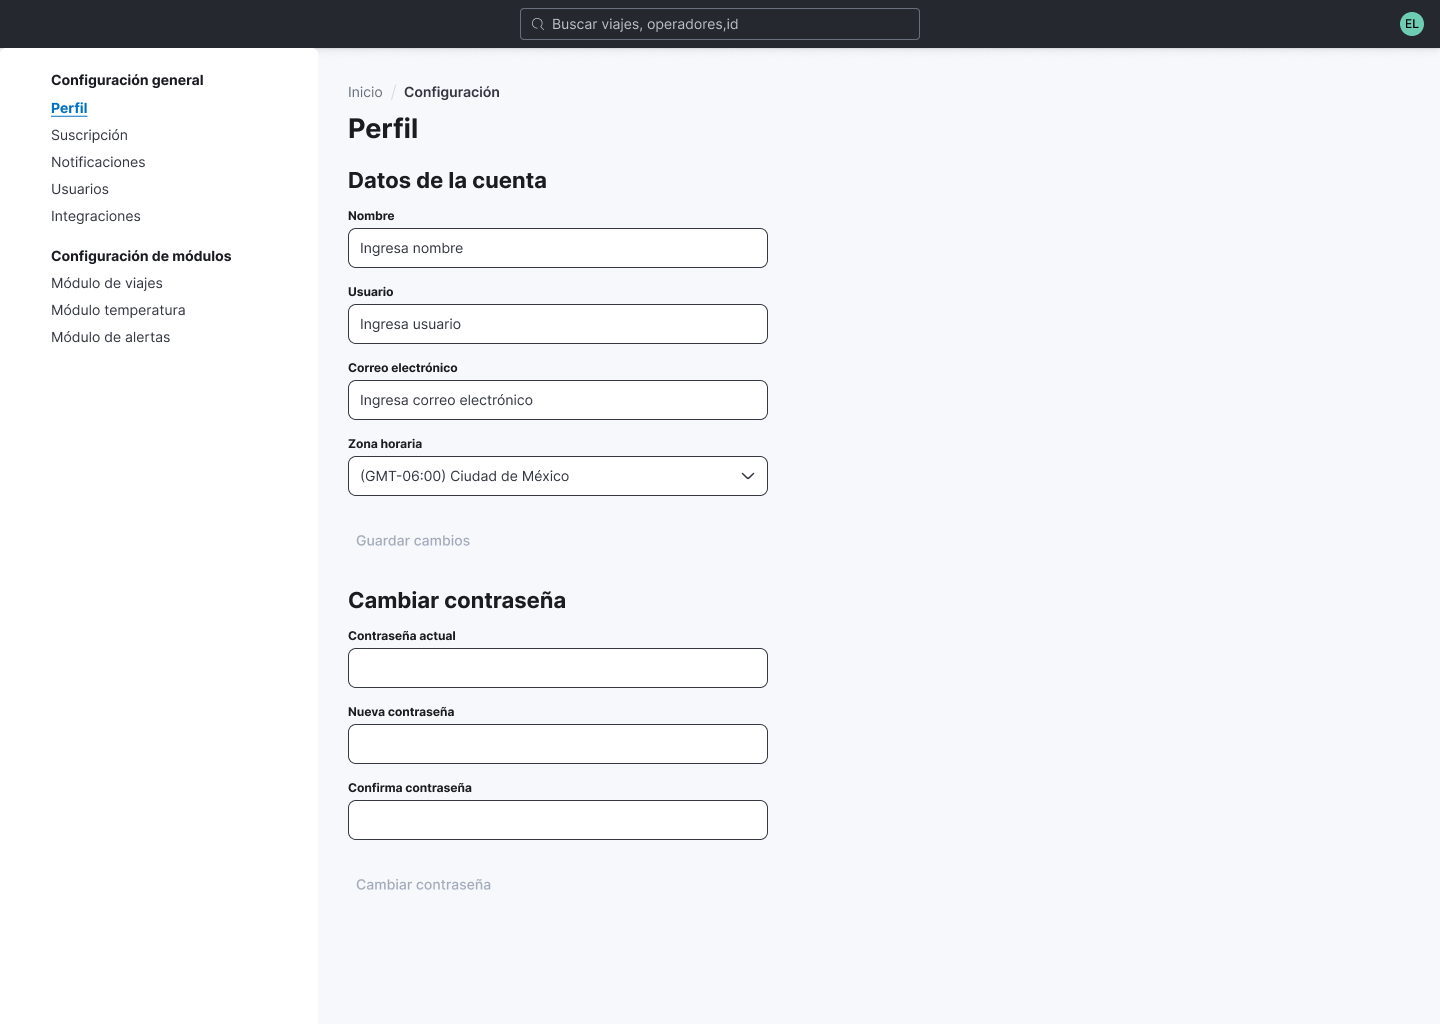 Buscar viajes, operadores,id
EL
Configuración general
Perfil
Suscripción
Notificaciones
Usuarios
Integraciones
Configuración de módulos
Módulo de viajes
Módulo temperatura
Módulo de alertas
Inicio / Configuración
Perfil
Datos de la cuenta
Nombre
Ingresa nombre
Usuario
Ingresa usuario
Correo electrónico
Ingresa correo electrónico
Zona horaria
(GMT-06:00) Ciudad de México
Guardar cambios
Cambiar contraseña
Contraseña actual
Nueva contraseña
Confirma contraseña
Cambiar contraseña